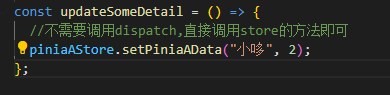 const updateSomeDetail = () => {
//不需要调用dispatch,直接调用store的方法即可
piniaAStore.setPiniaAData("小哆", 2);
};